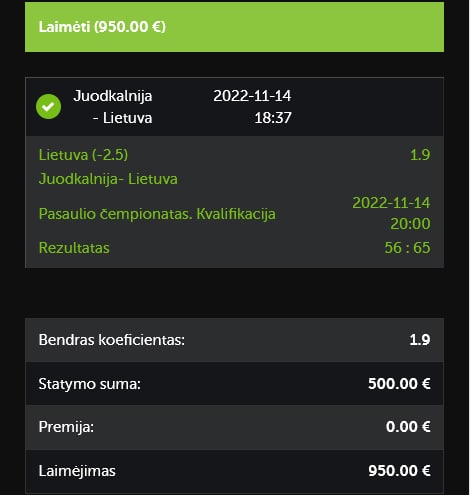 Laimėti (950.00 €)
Juodkalnija 2022-11-14
- Lietuva 18:37
Lietuva (-2.5) 1.9
Juodkalnija- Lietuva
Pasaulio čempionatas. Kvalifikacija 2022-11-14
20:00
Rezultatas 56 : 65
Bendras koeficientas: 1.9
Statymo suma: 500.00 €
Premija: 0.00 €
Laimėjimas 950.00 €